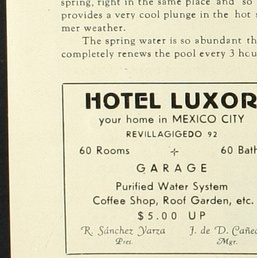 spring, right in the same place and so
provides a very cool plunge in the hot s
mer weather.
The spring water is so abundant th
completely renews the pool every 3 hou
HOTEL LUXOR
your home in MEXICO CITY
REVILLAGIGEDO 92
60 Rooms ⊹ 60 Bath
GARAGE
Purified Water System
Coffee Shop, Roof Garden, etc.
$5.00 UP
R. Sánchez Yarza J. de D. Cañed
Pres. Mgr.